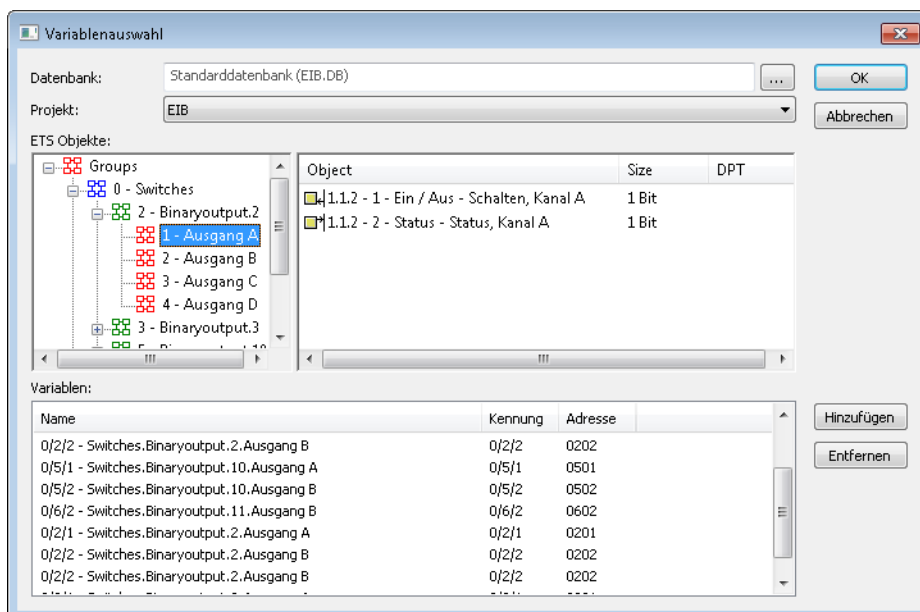 Variablenauswahl
Datenbank:
Standarddatenbank (EIB.DB)
...
OK
Projekt:
EIB
Abbrechen
ETS Objekte:
Groups
0 - Switches
2 - Binaryoutput.2
1 - Ausgang A
2 - Ausgang B
3 - Ausgang C
4 - Ausgang D
3 - Binaryoutput.3
Object Size DPT
1.1.2 - 1 - Ein / Aus - Schalten, Kanal A 1 Bit
1.1.2 - 2 - Status - Status, Kanal A 1 Bit
Variablen:
Name Kennung Adresse
0/2/2 - Switches.Binaryoutput.2.Ausgang B 0/2/2 0202
0/5/1 - Switches.Binaryoutput.10.Ausgang A 0/5/1 0501
0/5/2 - Switches.Binaryoutput.10.Ausgang B 0/5/2 0502
0/6/2 - Switches.Binaryoutput.11.Ausgang B 0/6/2 0602
0/2/1 - Switches.Binaryoutput.2.Ausgang A 0/2/1 0201
0/2/2 - Switches.Binaryoutput.2.Ausgang B 0/2/2 0202
0/2/2 - Switches.Binaryoutput.2.Ausgang B 0/2/2 0202
Hinzufügen
Entfernen